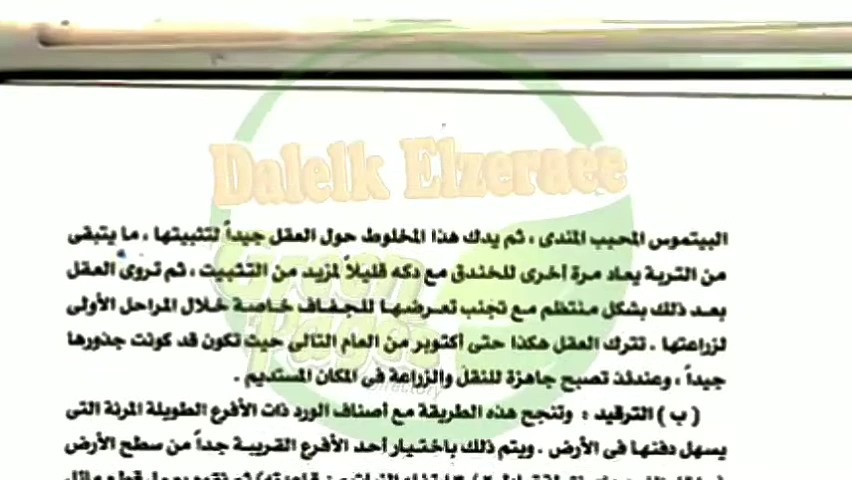 Dalelk Elzeraee
Green
Pages
Directory
البيتموس المحبب المندى ، ثم يدك هذا المخلوط حول العقل جيداً لتثبيتها ، ما يتبقى
من التربة يعاد مرة أخرى للخندق مع دكه قليلاً لمزيد من التثبيت ، ثم تروى العقل
بعد ذلك بشكل منتظم مع تجنب تعرضها للجفاف خاصة خلال المراحل الأولى
لزراعتها . تترك العقل هكذا حتى أكتوبر من العام التالى حيث تكون قد كونت جذورها
جيداً ، وعندئذ تصبح جاهزة للنقل والزراعة فى المكان المستديم .
( ب ) الترقيد : وتنجح هذه الطريقة مع أصناف الورد ذات الأفرع الطويلة المرنة التى
يسهل دفنها فى الأرض . ويتم ذلك باختيار أحد الأفرع القريبة جداً من سطح الأرض